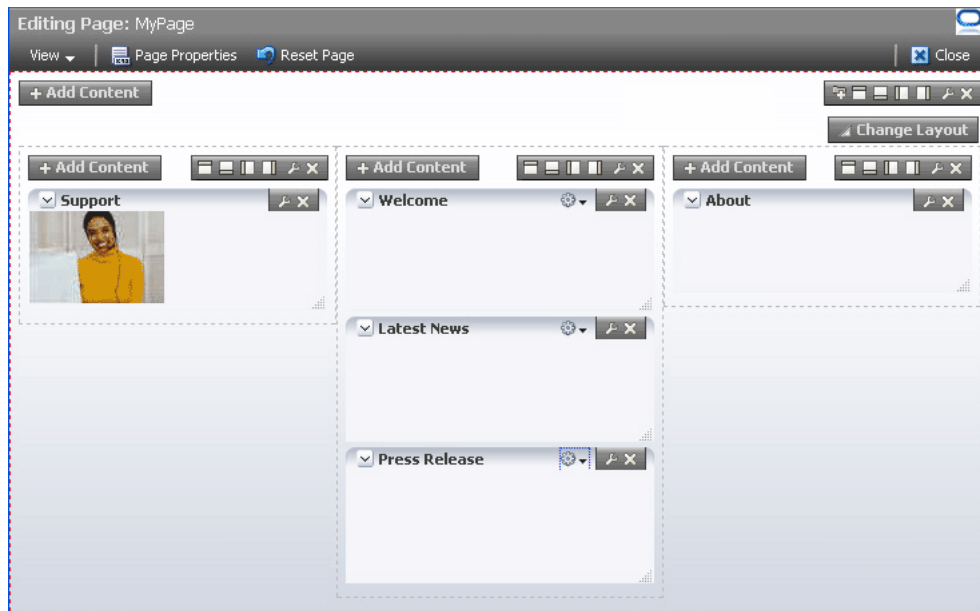 Editing Page: MyPage
View Page Properties Reset Page Close
+ Add Content
Change Layout
+ Add Content + Add Content + Add Content
Support Welcome About
Latest News
Press Release